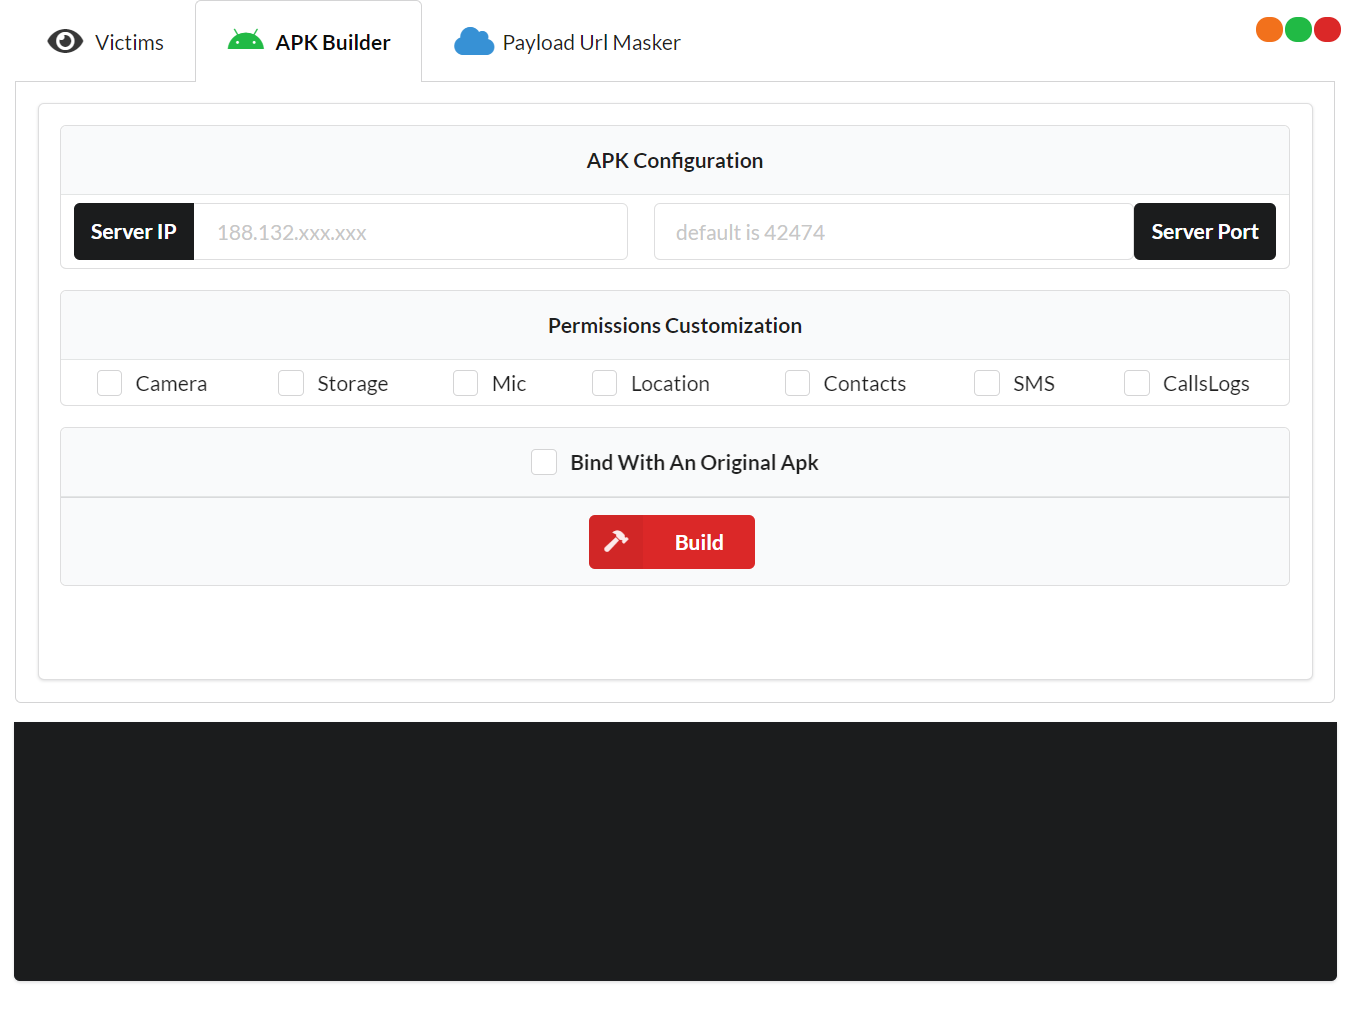 Victims
APK Builder
Payload Url Masker
APK Configuration
Server IP 188.132.xxx.xxx default is 42474 Server Port
Permissions Customization
Camera Storage Mic Location Contacts SMS CallsLogs
Bind With An Original Apk
Build